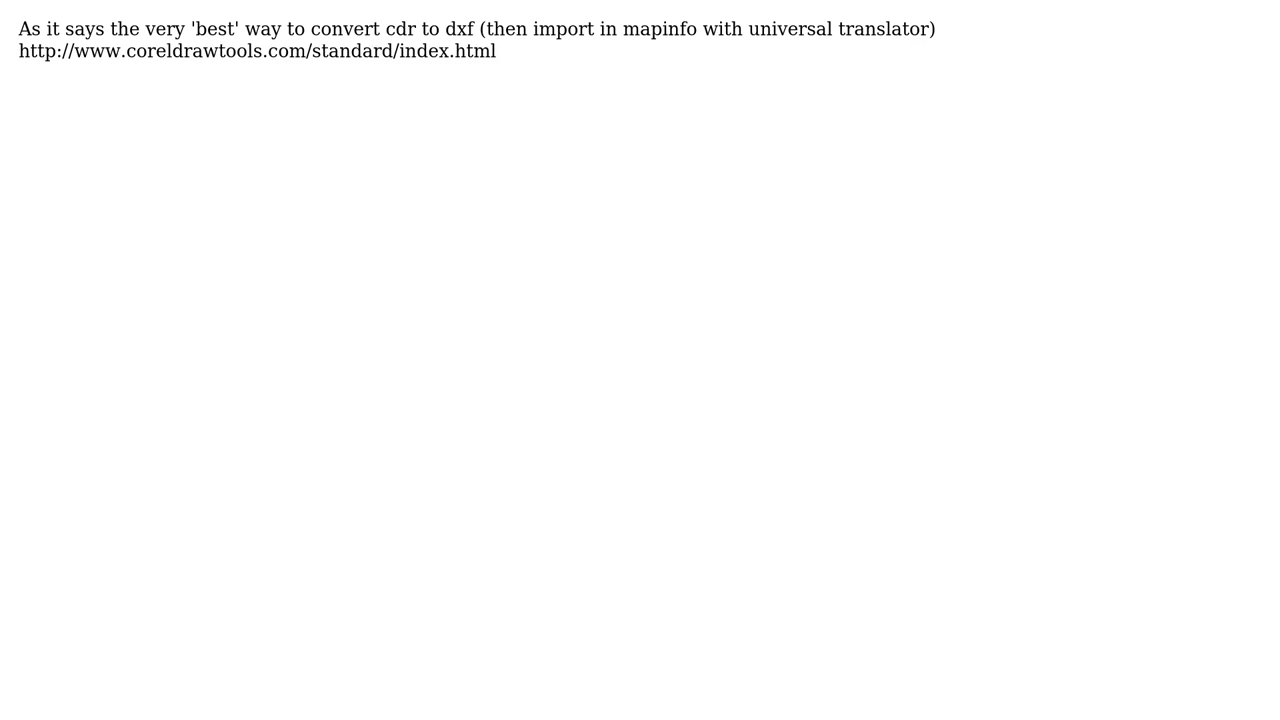 As it says the very 'best' way to convert cdr to dxf (then import in mapinfo with universal translator)
http://www.coreldrawtools.com/standard/index.html